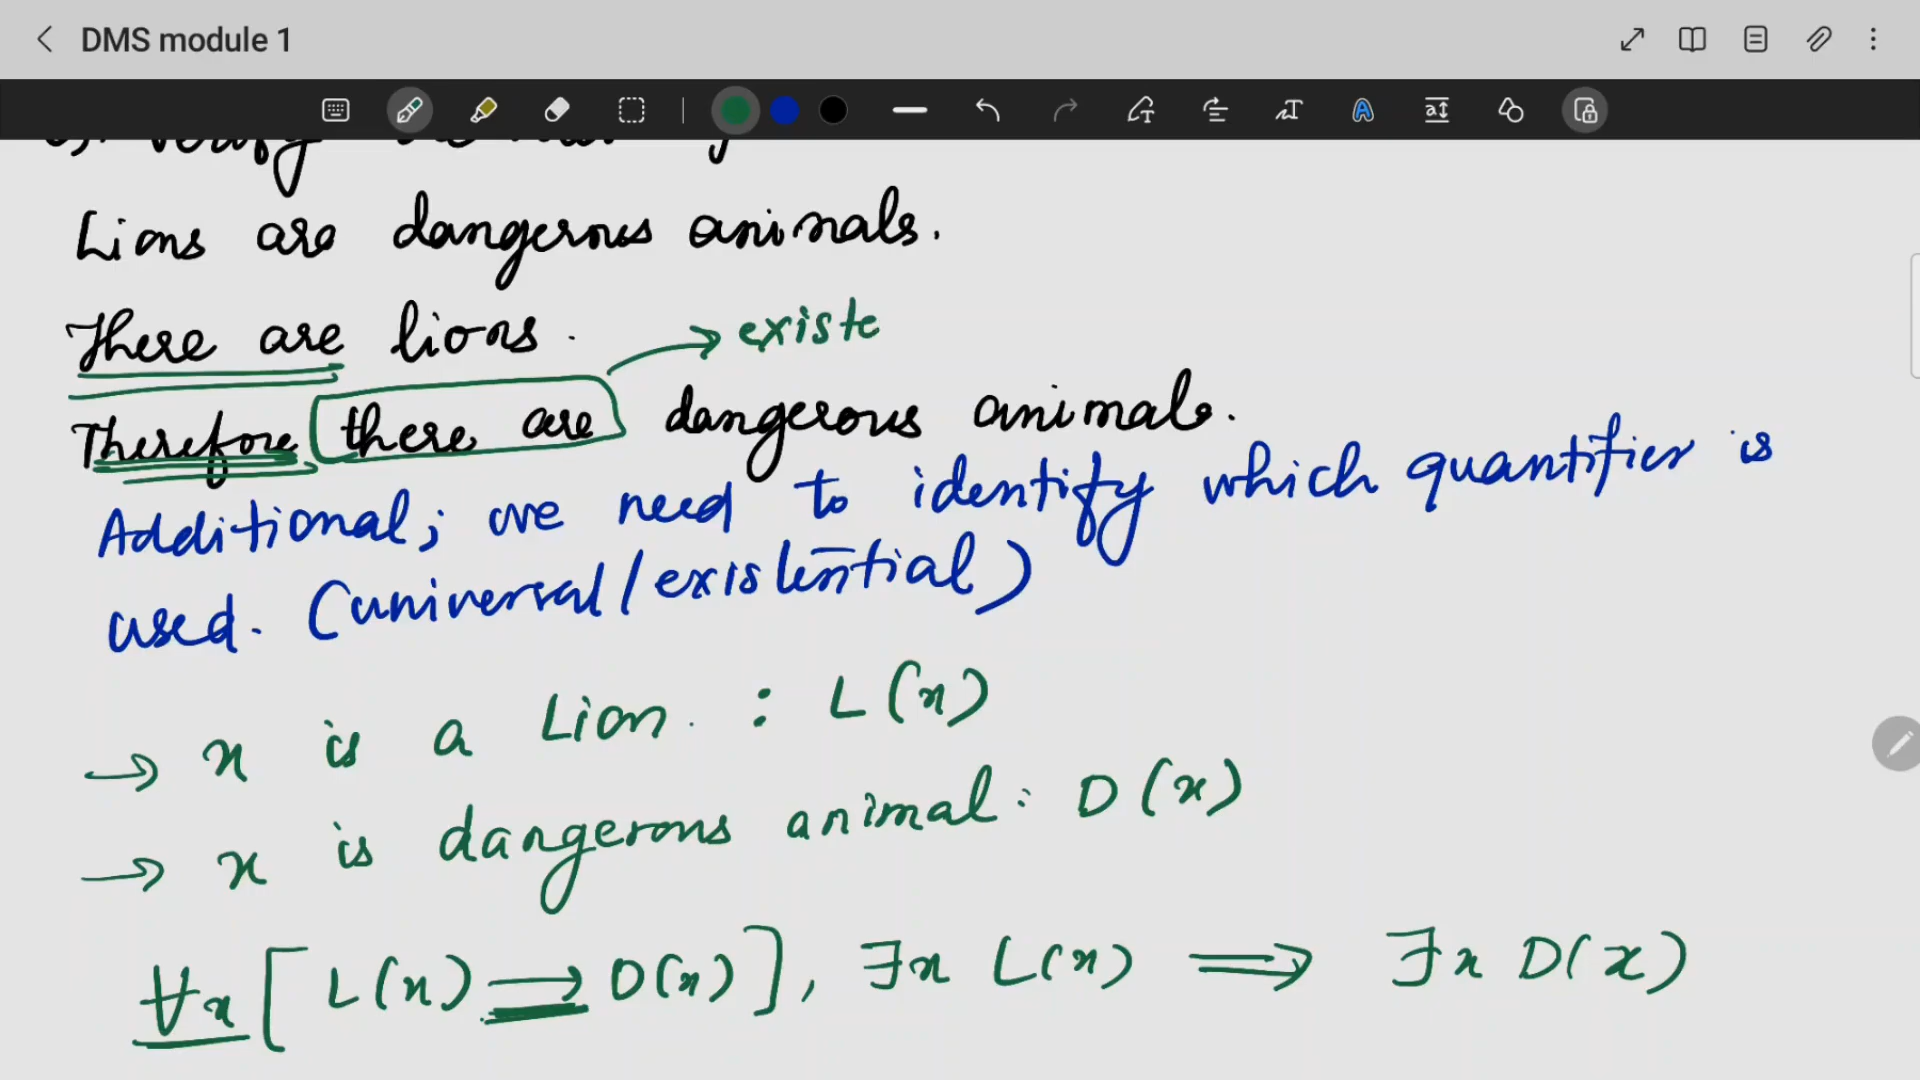 DMS module 1
Lions are dangerous animals.
There are lions.
existe
Therefore there are dangerous animals.
Additional; we need to identify which quantifier is
used. (universal/existential)
→ x is a Lion. : L(x)
→ x is dangerous animal: D(x)
∀x [L(x) → D(x)], ∃x L(x) ⟹ ∃x D(x)